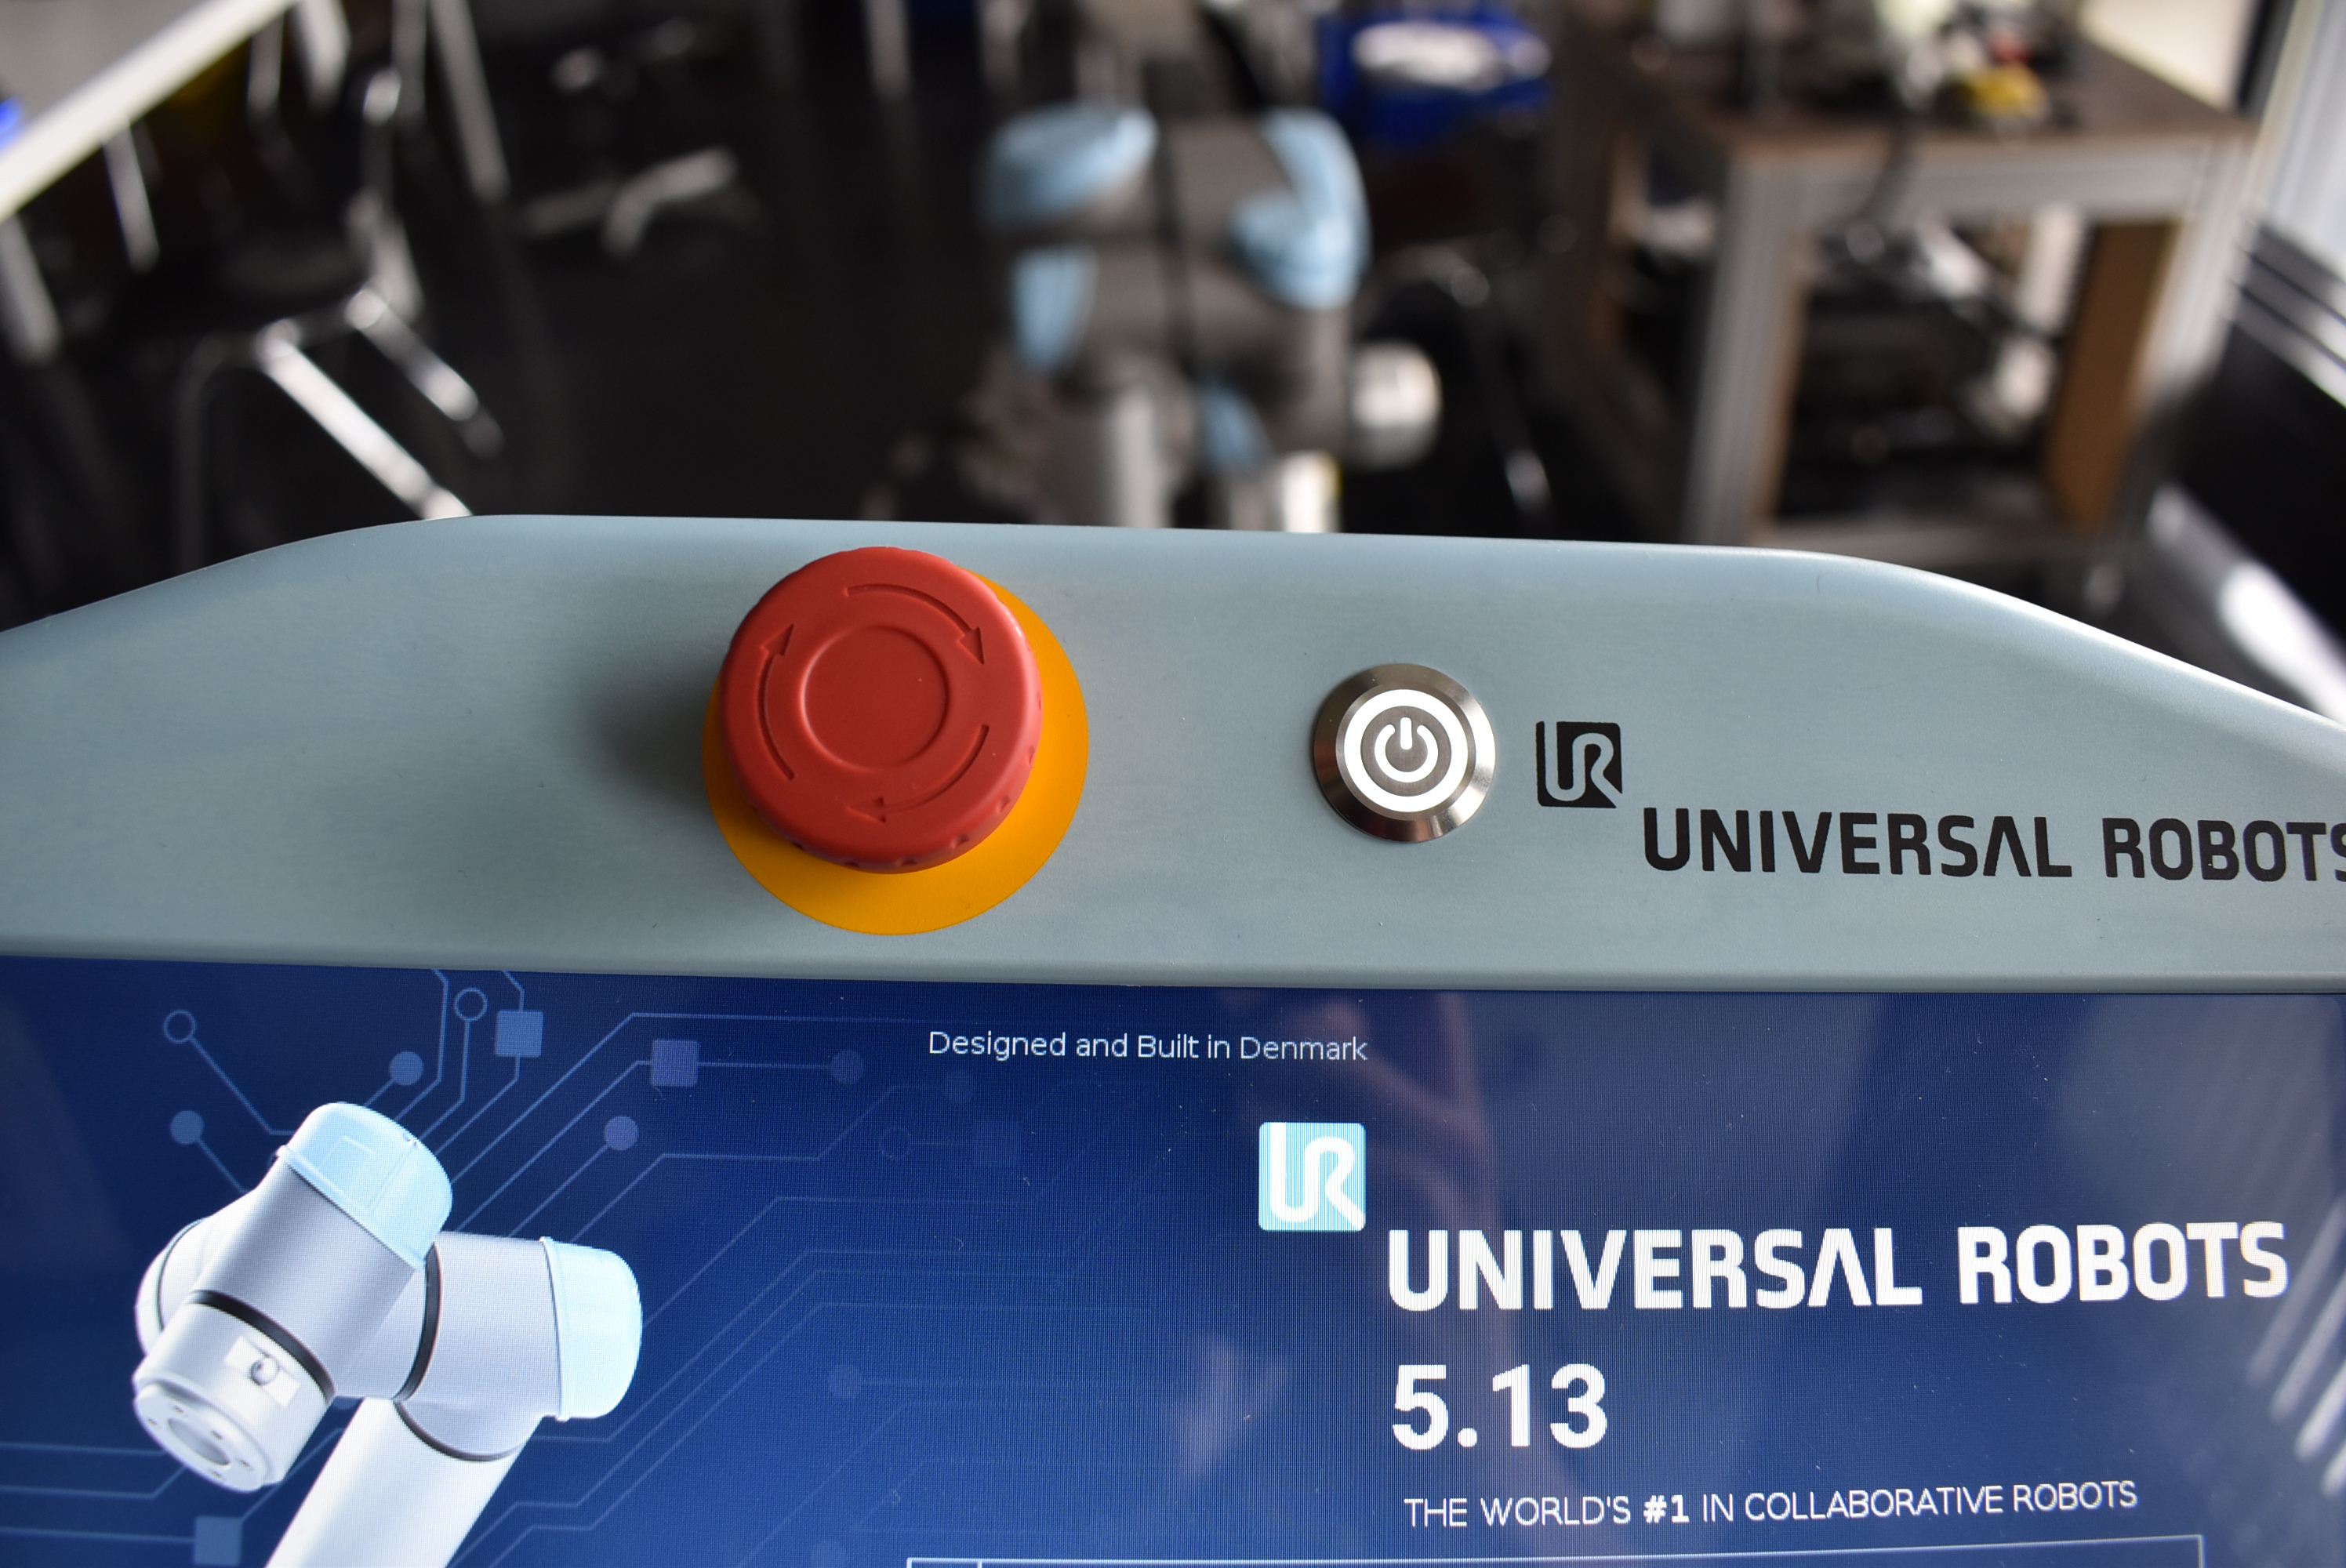 UR
UNIVERSAL ROBOTS
Designed and Built in Denmark
UR
UNIVERSAL ROBOTS
5.13
THE WORLD'S #1 IN COLLABORATIVE ROBOTS